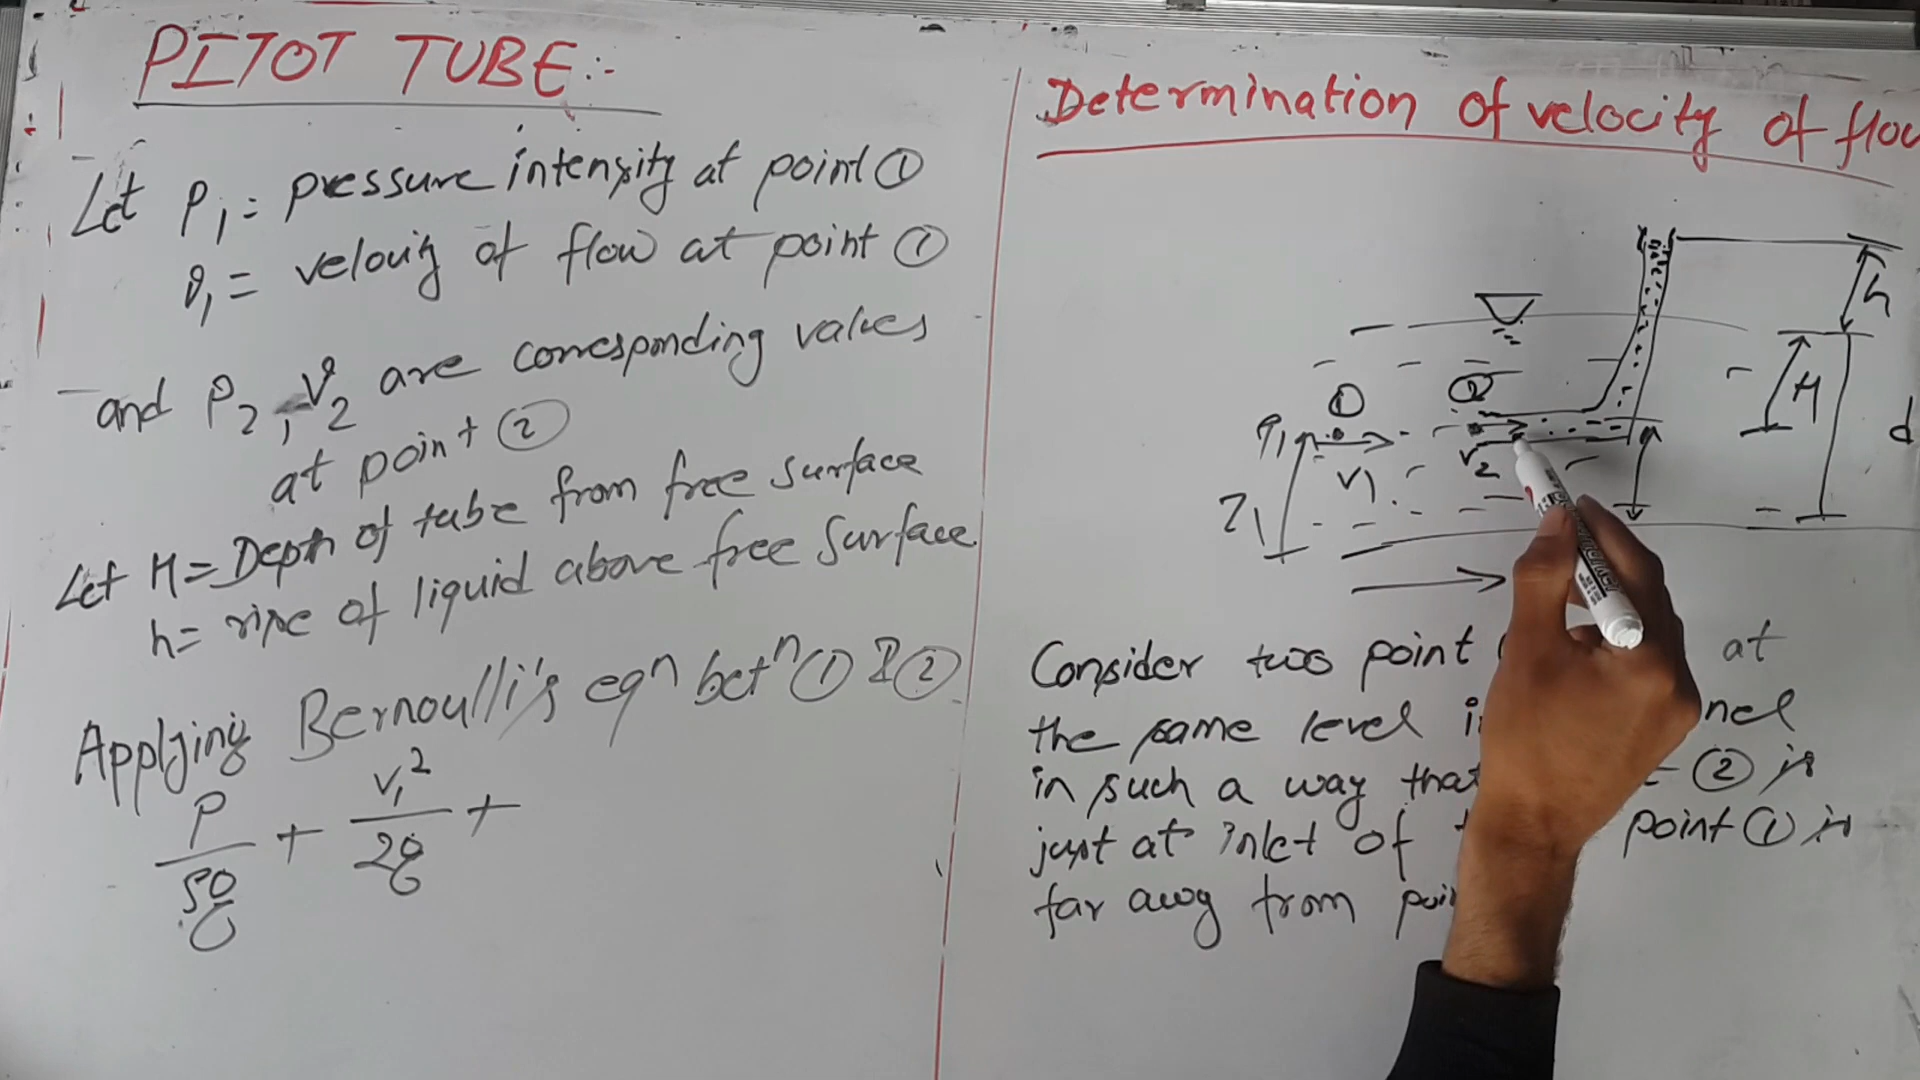 PITOT TUBE:-
Let P₁ = pressure intensity at point ①
v₁ = velocity of flow at point ①
and P₂, V₂ are corresponding values
at point ②
Let H = Depth of tube from free surface
h = rise of liquid above free surface
Applying Bernoulli's eqⁿ betⁿ ① & ②
P/ρg + v₁²/2g +
Determination of velocity of flow
h
H
d
①
②
P₁
V₁
V₂
Z₁
Consider two point at
the same level
in such a way that ② is
just at inlet of point ① is
far away from